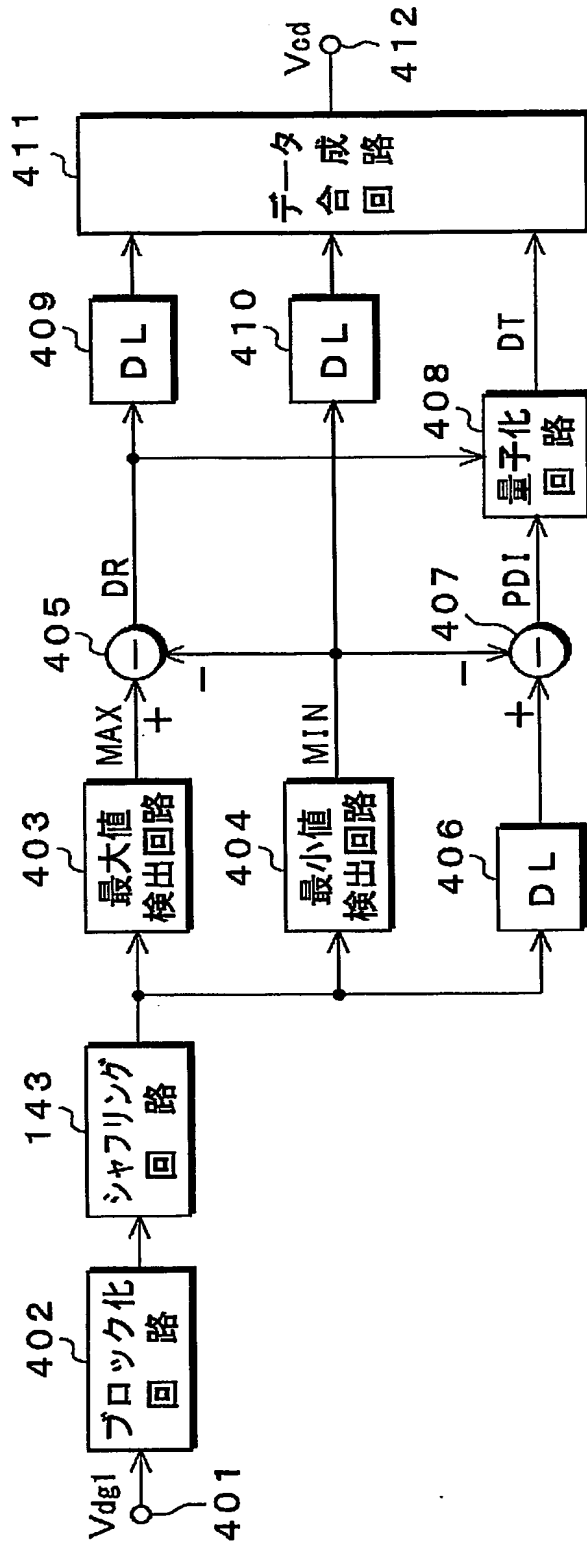 Vdg1
401
402
ブロック化
回路
143
シャフリング
回路
403
最大値
検出回路
MAX
+
-
405
-
DR
409
DL
404
最小値
検出回路
MIN
410
DL
406
DL
+
-
407
-
PDI
408
量子化
回路
DT
411
データ
合成
回路
Vcd
412